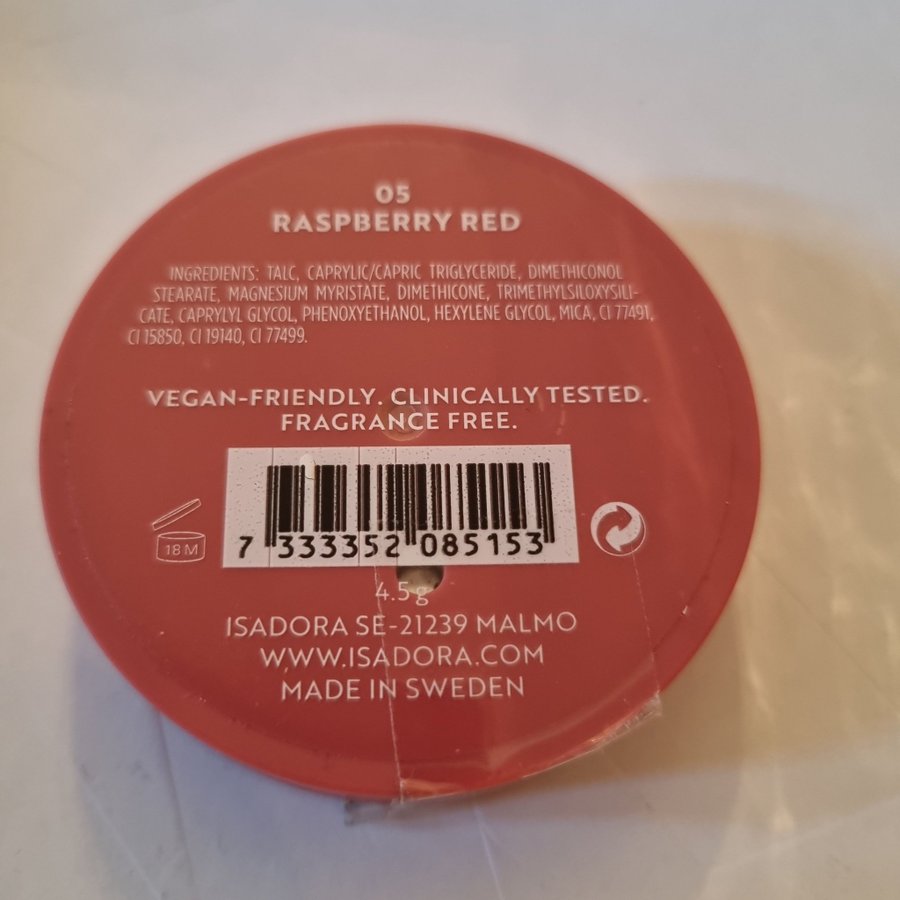 05
RASPBERRY RED
INGREDIENTS: TALC, CAPRYLIC/CAPRIC TRIGLYCERIDE, DIMETHICONOL
STEARATE, MAGNESIUM MYRISTATE, DIMETHICONE, TRIMETHYLSILOXYSILI-
CATE, CAPRYLYL GLYCOL, PHENOXYETHANOL, HEXYLENE GLYCOL, MICA, CI 77491,
CI 15850, CI 19140, CI 77499.
VEGAN-FRIENDLY. CLINICALLY TESTED.
FRAGRANCE FREE.
18 M
7 333352 085153
4.5 g
ISADORA SE-21239 MALMO
WWW.ISADORA.COM
MADE IN SWEDEN